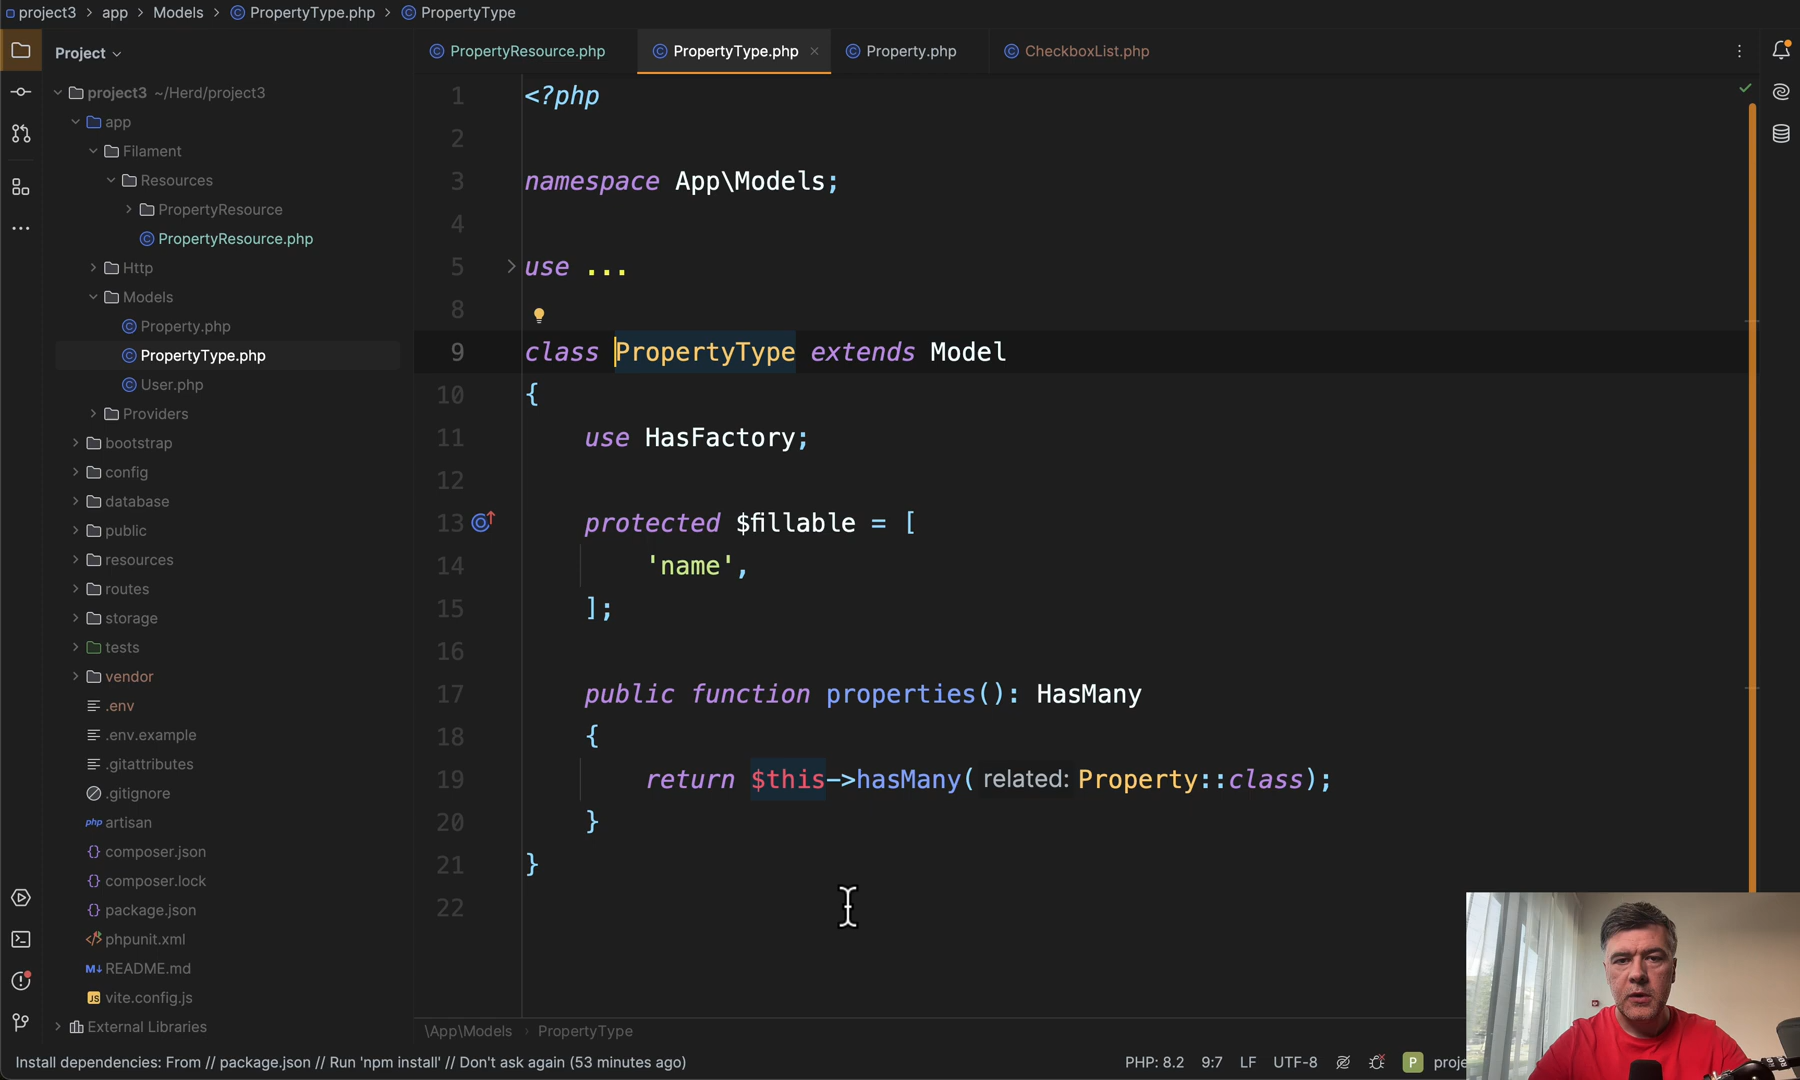 project3 > app > Models > PropertyType.php > PropertyType
Project
project3 ~/Herd/project3
app
Filament
Resources
PropertyResource
PropertyResource.php
Http
Models
Property.php
PropertyType.php
User.php
Providers
bootstrap
config
database
public
resources
routes
storage
tests
vendor
.env
.env.example
.gitattributes
.gitignore
php artisan
composer.json
composer.lock
package.json
phpunit.xml
M↓ README.md
JS vite.config.js
External Libraries
PropertyResource.php PropertyType.php × Property.php CheckboxList.php
1 <?php
2
3 namespace App\Models;
4
5 use ...
8
9 class PropertyType extends Model
10 {
11 use HasFactory;
12
13 protected $fillable = [
14 'name',
15 ];
16
17 public function properties(): HasMany
18 {
19 return $this->hasMany( related: Property::class);
20 }
21 }
22
\App\Models > PropertyType
Install dependencies: From // package.json // Run 'npm install' // Don't ask again (53 minutes ago)
PHP: 8.2 9:7 LF UTF-8 P